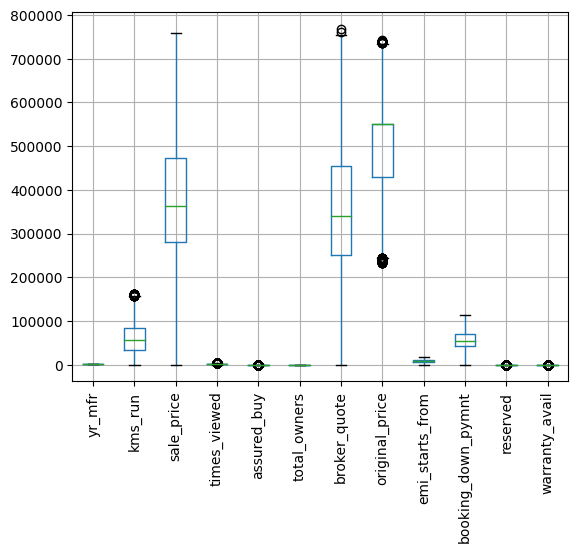 800000
700000
600000
500000
400000
300000
200000
100000
0
yr_mfr
kms_run
sale_price
times_viewed
assured_buy
total_owners
broker_quote
original_price
emi_starts_from
booking_down_pymnt
reserved
warranty_avail